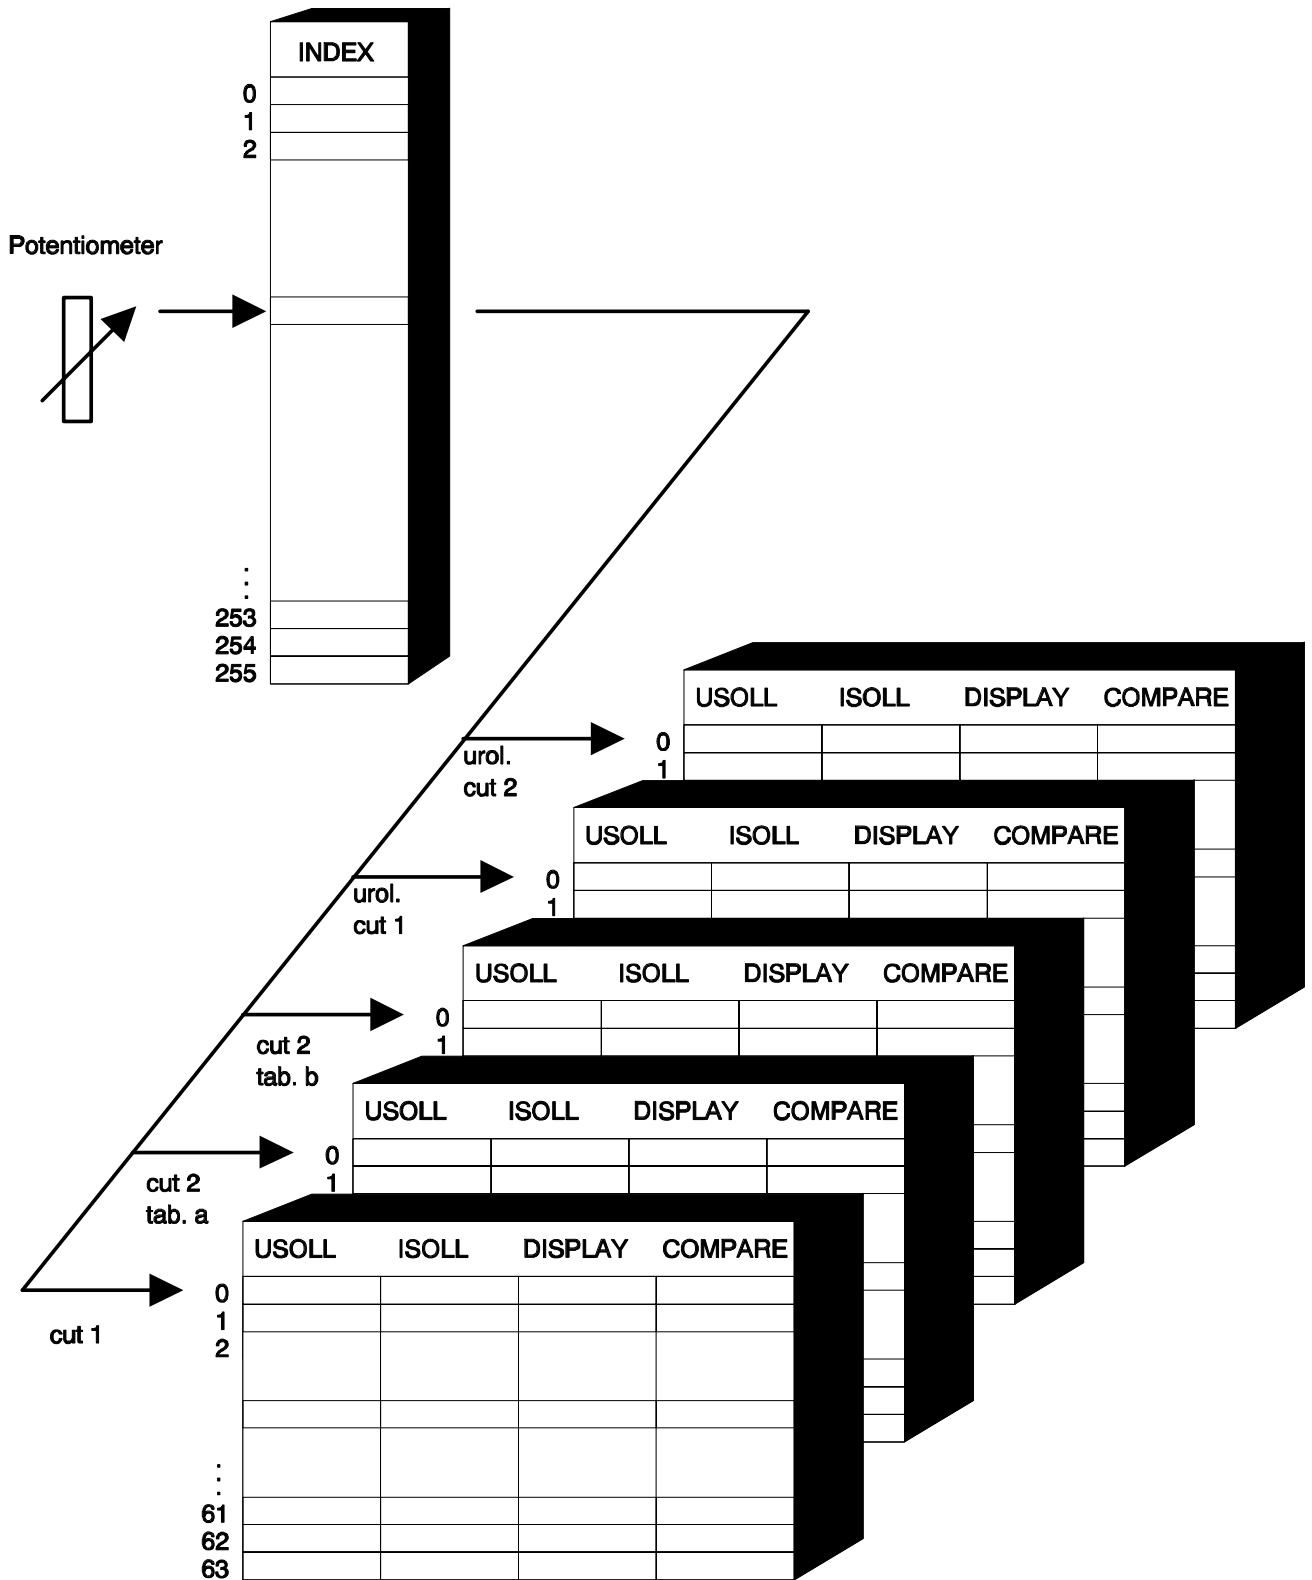 INDEX
0
1
2
Potentiometer
⋮
253
254
255
USOLL ISOLL DISPLAY COMPARE
0
1
urol.
cut 2
USOLL ISOLL DISPLAY COMPARE
0
1
urol.
cut 1
USOLL ISOLL DISPLAY COMPARE
0
1
cut 2
tab. b
USOLL ISOLL DISPLAY COMPARE
0
1
cut 2
tab. a
USOLL ISOLL DISPLAY COMPARE
0
1
2
cut 1
⋮
61
62
63